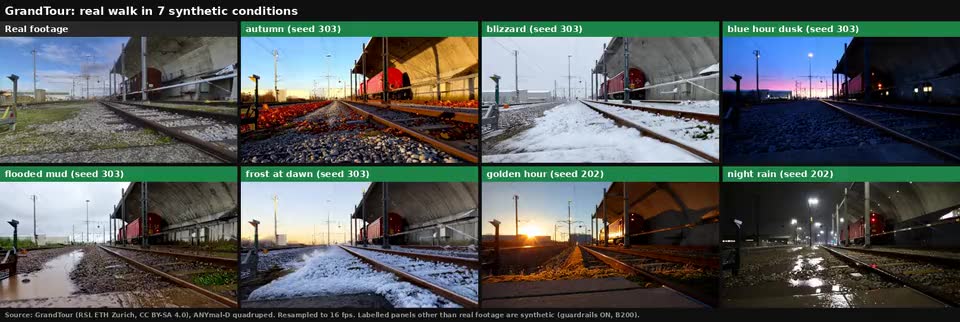 GrandTour: real walk in 7 synthetic conditions
Real footage
autumn (seed 303)
blizzard (seed 303)
blue hour dusk (seed 303)
flooded mud (seed 303)
frost at dawn (seed 303)
golden hour (seed 202)
night rain (seed 202)
Source: GrandTour (RSL ETH Zurich, CC BY-SA 4.0), ANYmal-D quadruped. Resampled to 16 fps. Labelled panels other than real footage are synthetic (guardrails ON, B200).